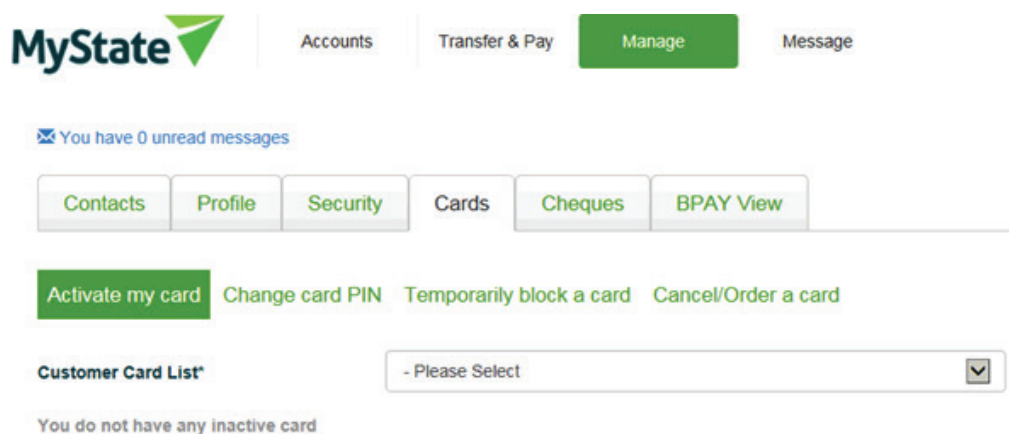 MyState Accounts Transfer & Pay Manage Message
You have 0 unread messages
Contacts Profile Security Cards Cheques BPAY View
Activate my card Change card PIN Temporarily block a card Cancel/Order a card
Customer Card List* - Please Select
You do not have any inactive card